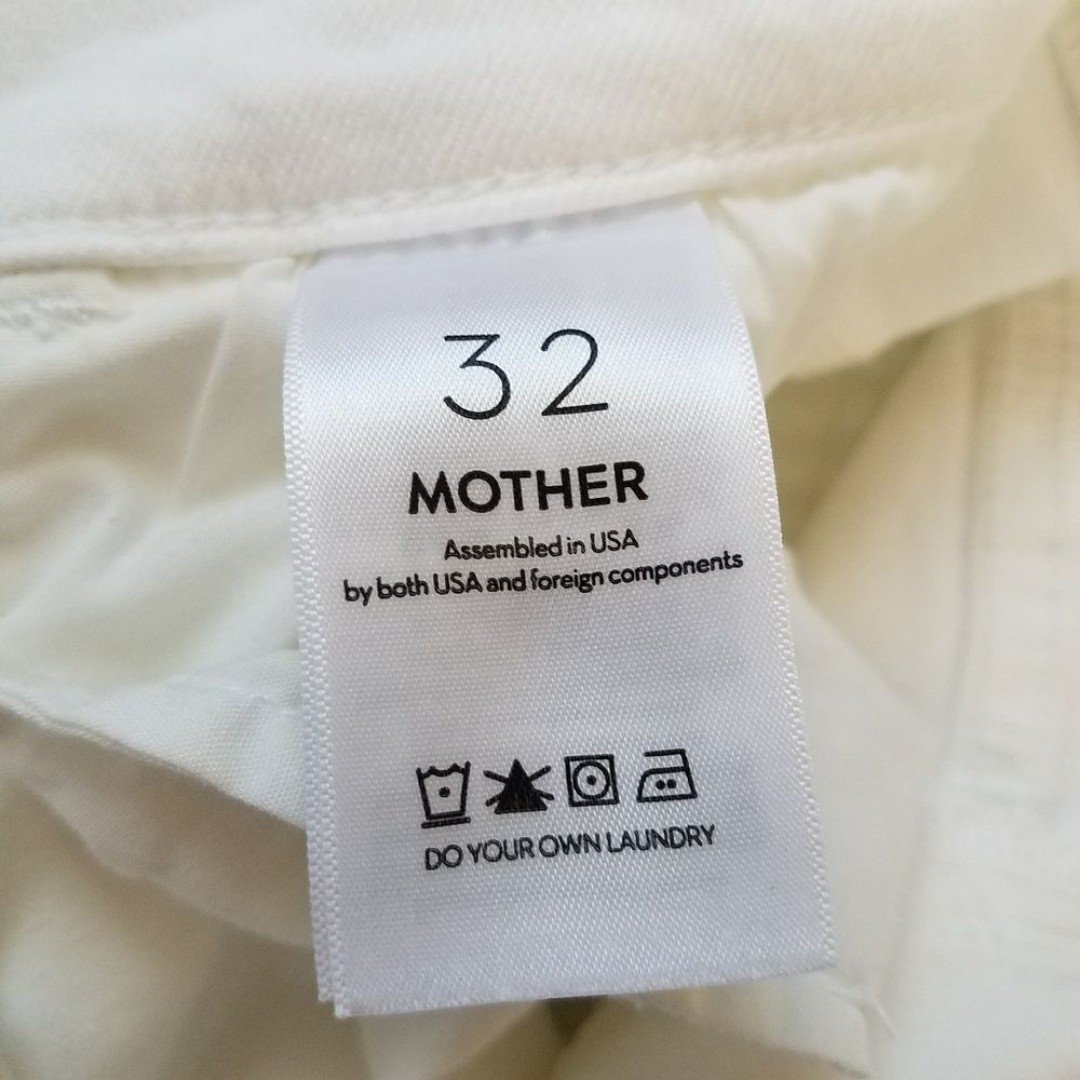 32
MOTHER
Assembled in USA
by both USA and foreign components
DO YOUR OWN LAUNDRY